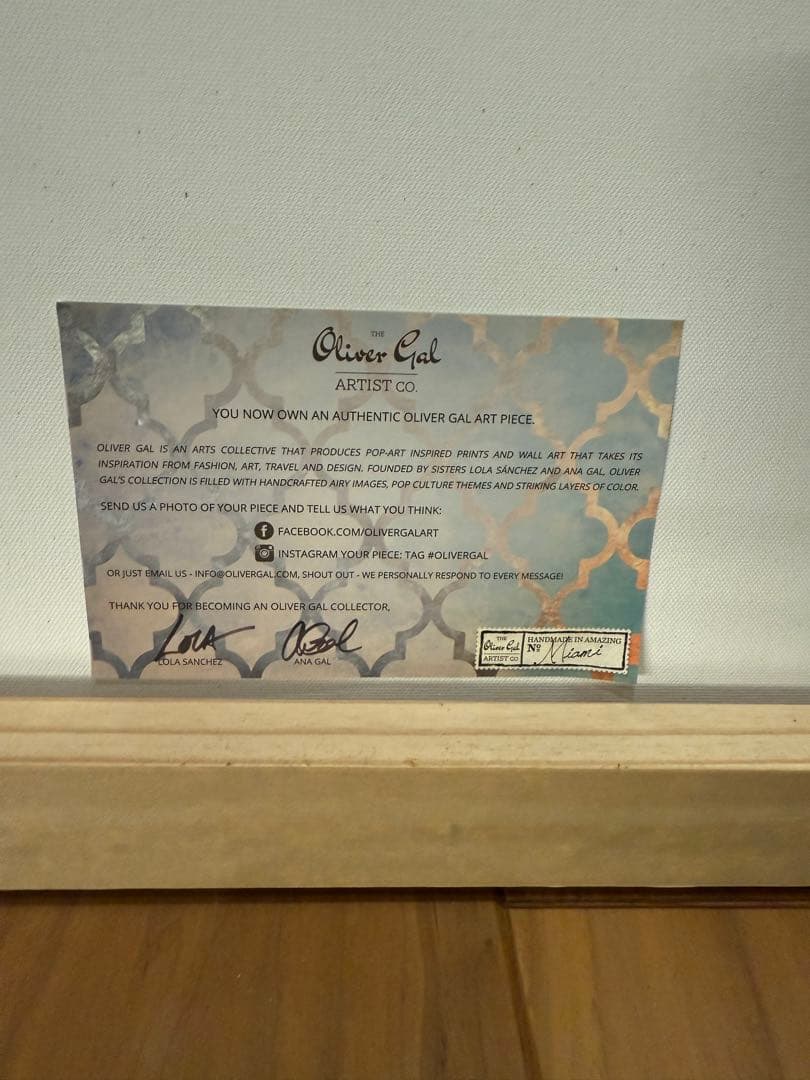 THE
Oliver Gal
ARTIST CO.
YOU NOW OWN AN AUTHENTIC OLIVER GAL ART PIECE.
OLIVER GAL IS AN ARTS COLLECTIVE THAT PRODUCES POP-ART INSPIRED PRINTS AND WALL ART THAT TAKES ITS
INSPIRATION FROM FASHION, ART, TRAVEL AND DESIGN. FOUNDED BY SISTERS LOLA SÁNCHEZ AND ANA GAL, OLIVER
GAL'S COLLECTION IS FILLED WITH HANDCRAFTED AIRY IMAGES, POP CULTURE THEMES AND STRIKING LAYERS OF COLOR.
SEND US A PHOTO OF YOUR PIECE AND TELL US WHAT YOU THINK:
f FACEBOOK.COM/OLIVERGALART
INSTAGRAM YOUR PIECE: TAG #OLIVERGAL
OR JUST EMAIL US - INFO@OLIVERGAL.COM, SHOUT OUT - WE PERSONALLY RESPOND TO EVERY MESSAGE!
THANK YOU FOR BECOMING AN OLIVER GAL COLLECTOR,
LOLA
LOLA SANCHEZ
ANA GAL
THE
Oliver Gal
ARTIST CO
HANDMADE IN AMAZING
Nº Miami